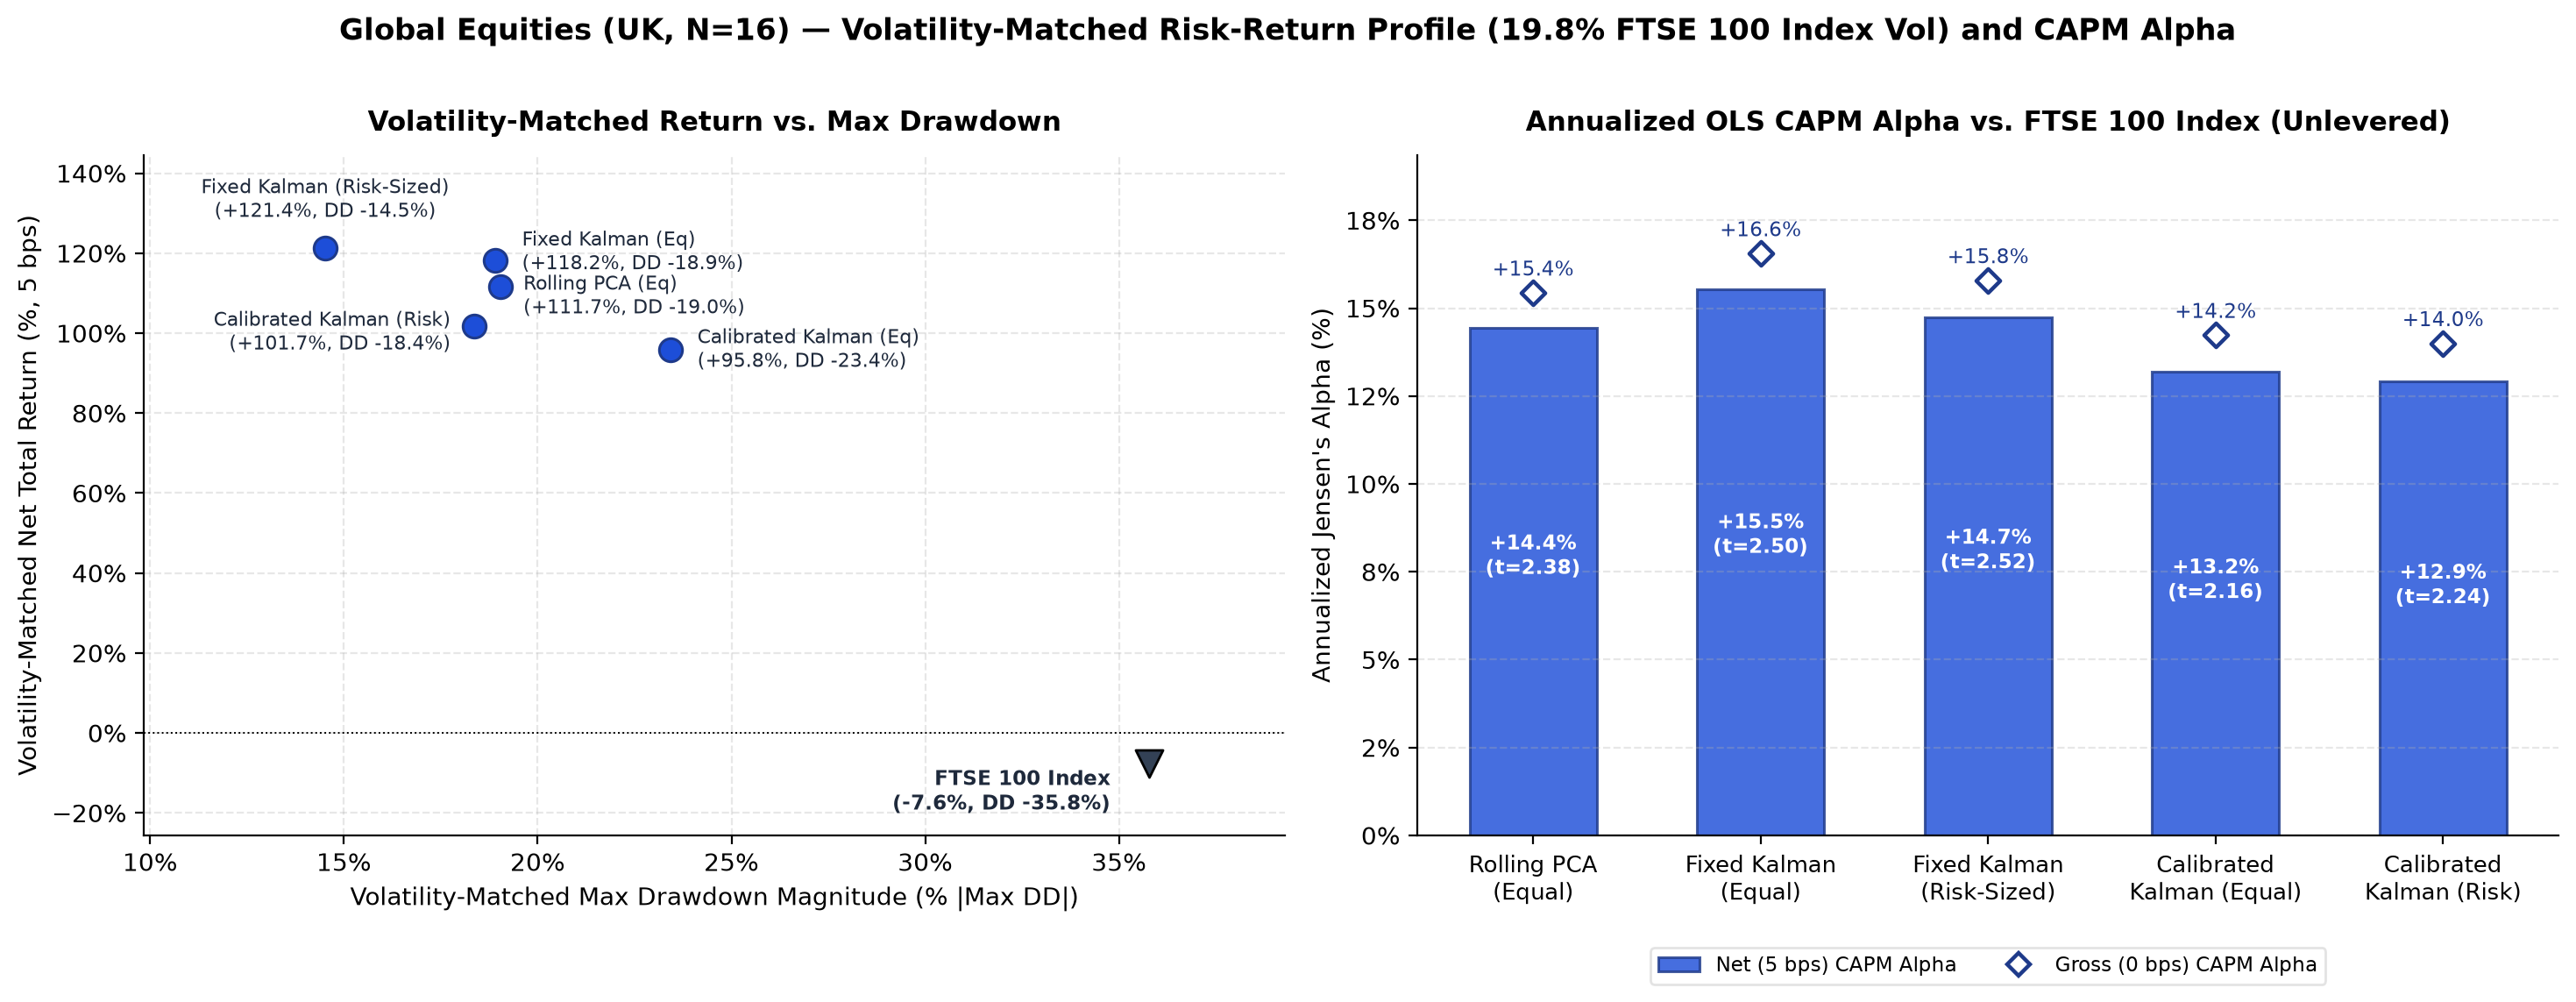 Global Equities (UK, N=16) — Volatility-Matched Risk-Return Profile (19.8% FTSE 100 Index Vol) and CAPM Alpha
Volatility-Matched Return vs. Max Drawdown
Volatility-Matched Net Total Return (%, 5 bps)
140%
120%
100%
80%
60%
40%
20%
0%
−20%
Fixed Kalman (Risk-Sized)
(+121.4%, DD -14.5%)
Fixed Kalman (Eq)
(+118.2%, DD -18.9%)
Rolling PCA (Eq)
(+111.7%, DD -19.0%)
Calibrated Kalman (Risk)
(+101.7%, DD -18.4%)
Calibrated Kalman (Eq)
(+95.8%, DD -23.4%)
FTSE 100 Index
(-7.6%, DD -35.8%)
10%
15%
20%
25%
30%
35%
Volatility-Matched Max Drawdown Magnitude (% |Max DD|)
Annualized OLS CAPM Alpha vs. FTSE 100 Index (Unlevered)
Annualized Jensen's Alpha (%)
18%
15%
12%
10%
8%
5%
2%
0%
+15.4%
+16.6%
+15.8%
+14.2%
+14.0%
+14.4%
(t=2.38)
+15.5%
(t=2.50)
+14.7%
(t=2.52)
+13.2%
(t=2.16)
+12.9%
(t=2.24)
Rolling PCA
(Equal)
Fixed Kalman
(Equal)
Fixed Kalman
(Risk-Sized)
Calibrated
Kalman (Equal)
Calibrated
Kalman (Risk)
Net (5 bps) CAPM Alpha
Gross (0 bps) CAPM Alpha